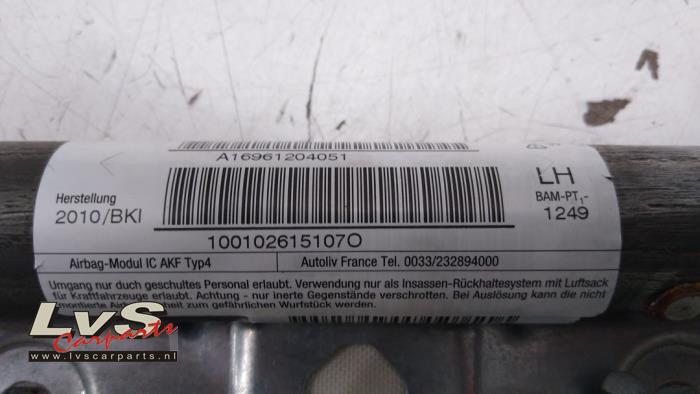 A16961204051
Herstellung
2010/BKI
LH
BAM-PT1-
1249
100102615107O
Airbag-Modul IC AKF Typ4
Autoliv France Tel. 0033/232894000
Umgang nur duch geschultes Personal erlaubt. Verwendung nur als Insassen-Rückhaltesystem mit Luftsack
für Kraftfahrzeuge erlaubt. Achtung - nur inerte Gegenstände verschrotten. Bei Auslösung kann die nicht
zum gefährlichen Wurfstück werden.
LvS
Carparts
www.lvscarparts.nl